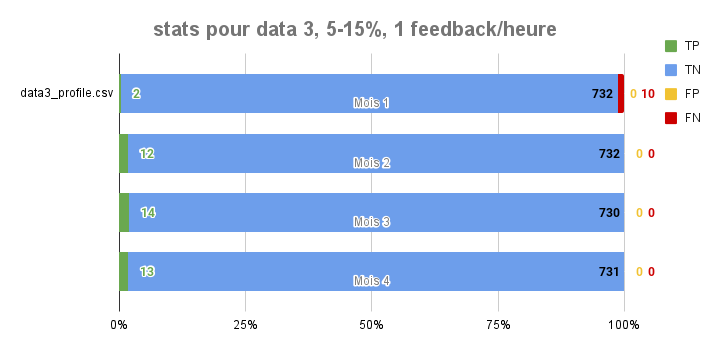 stats pour data 3, 5-15%, 1 feedback/heure
TP
TN
FP
FN
data3_profile.csv
2 732 0 10
Mois 1
12 732 0 0
Mois 2
14 730 0 0
Mois 3
13 731 0 0
Mois 4
0% 25% 50% 75% 100%